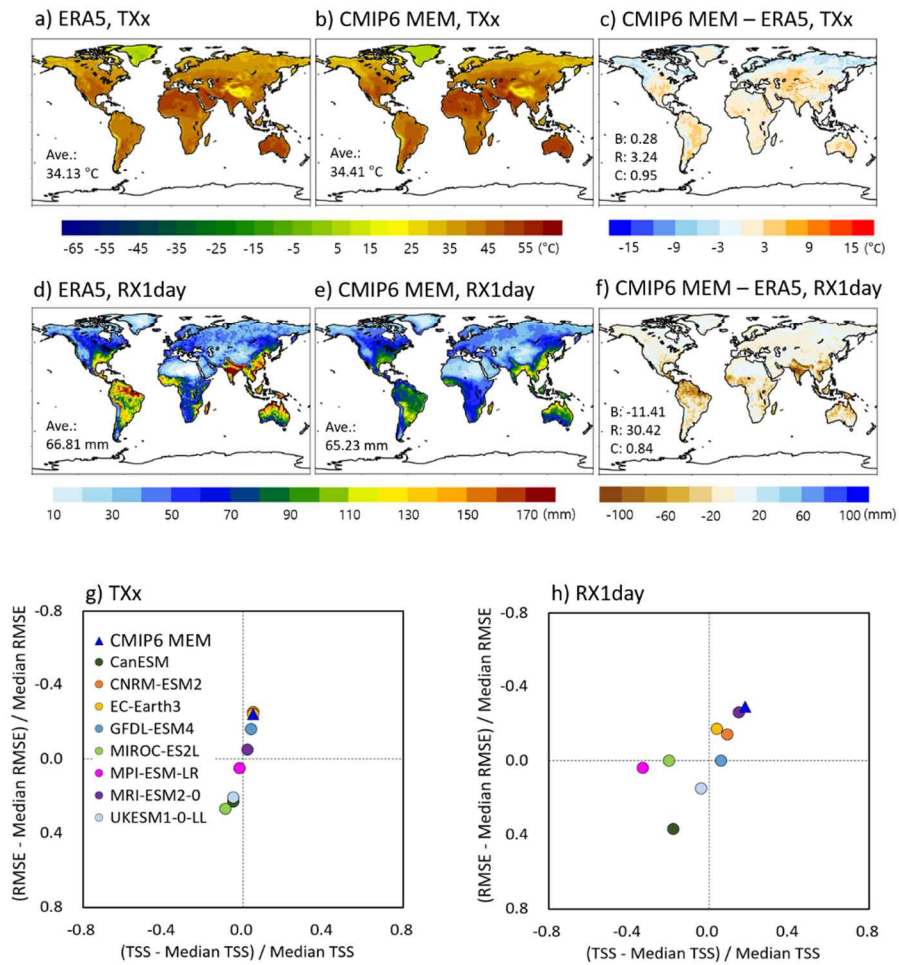 a) ERA5, TXx
b) CMIP6 MEM, TXx
c) CMIP6 MEM – ERA5, TXx
Ave.:
34.13 °C
Ave.:
34.41 °C
B: 0.28
R: 3.24
C: 0.95
-65 -55 -45 -35 -25 -15 -5 5 15 25 35 45 55 (°C)
-15 -9 -3 3 9 15 (°C)
d) ERA5, RX1day
e) CMIP6 MEM, RX1day
f) CMIP6 MEM – ERA5, RX1day
Ave.:
66.81 mm
Ave.:
65.23 mm
B: -11.41
R: 30.42
C: 0.84
10 30 50 70 90 110 130 150 170 (mm)
-100 -60 -20 20 60 100 (mm)
g) TXx
(RMSE - Median RMSE) / Median RMSE
-0.8
-0.4
0.0
0.4
0.8
CMIP6 MEM
CanESM
CNRM-ESM2
EC-Earth3
GFDL-ESM4
MIROC-ES2L
MPI-ESM-LR
MRI-ESM2-0
UKESM1-0-LL
-0.8 -0.4 0.0 0.4 0.8
(TSS - Median TSS) / Median TSS
h) RX1day
(RMSE - Median RMSE) / Median RMSE
-0.8
-0.4
0.0
0.4
0.8
-0.8 -0.4 0.0 0.4 0.8
(TSS - Median TSS) / Median TSS